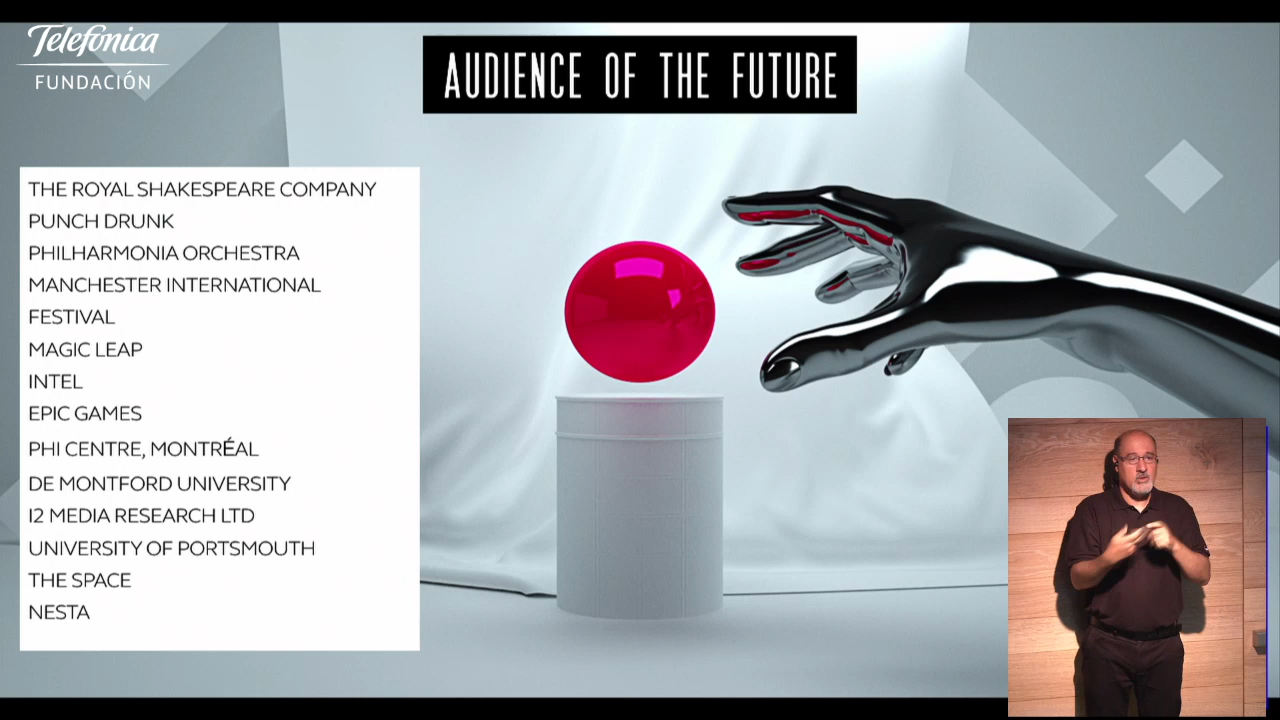 Telefónica
FUNDACIÓN
AUDIENCE OF THE FUTURE
THE ROYAL SHAKESPEARE COMPANY
PUNCH DRUNK
PHILHARMONIA ORCHESTRA
MANCHESTER INTERNATIONAL
FESTIVAL
MAGIC LEAP
INTEL
EPIC GAMES
PHI CENTRE, MONTRÉAL
DE MONTFORD UNIVERSITY
I2 MEDIA RESEARCH LTD
UNIVERSITY OF PORTSMOUTH
THE SPACE
NESTA